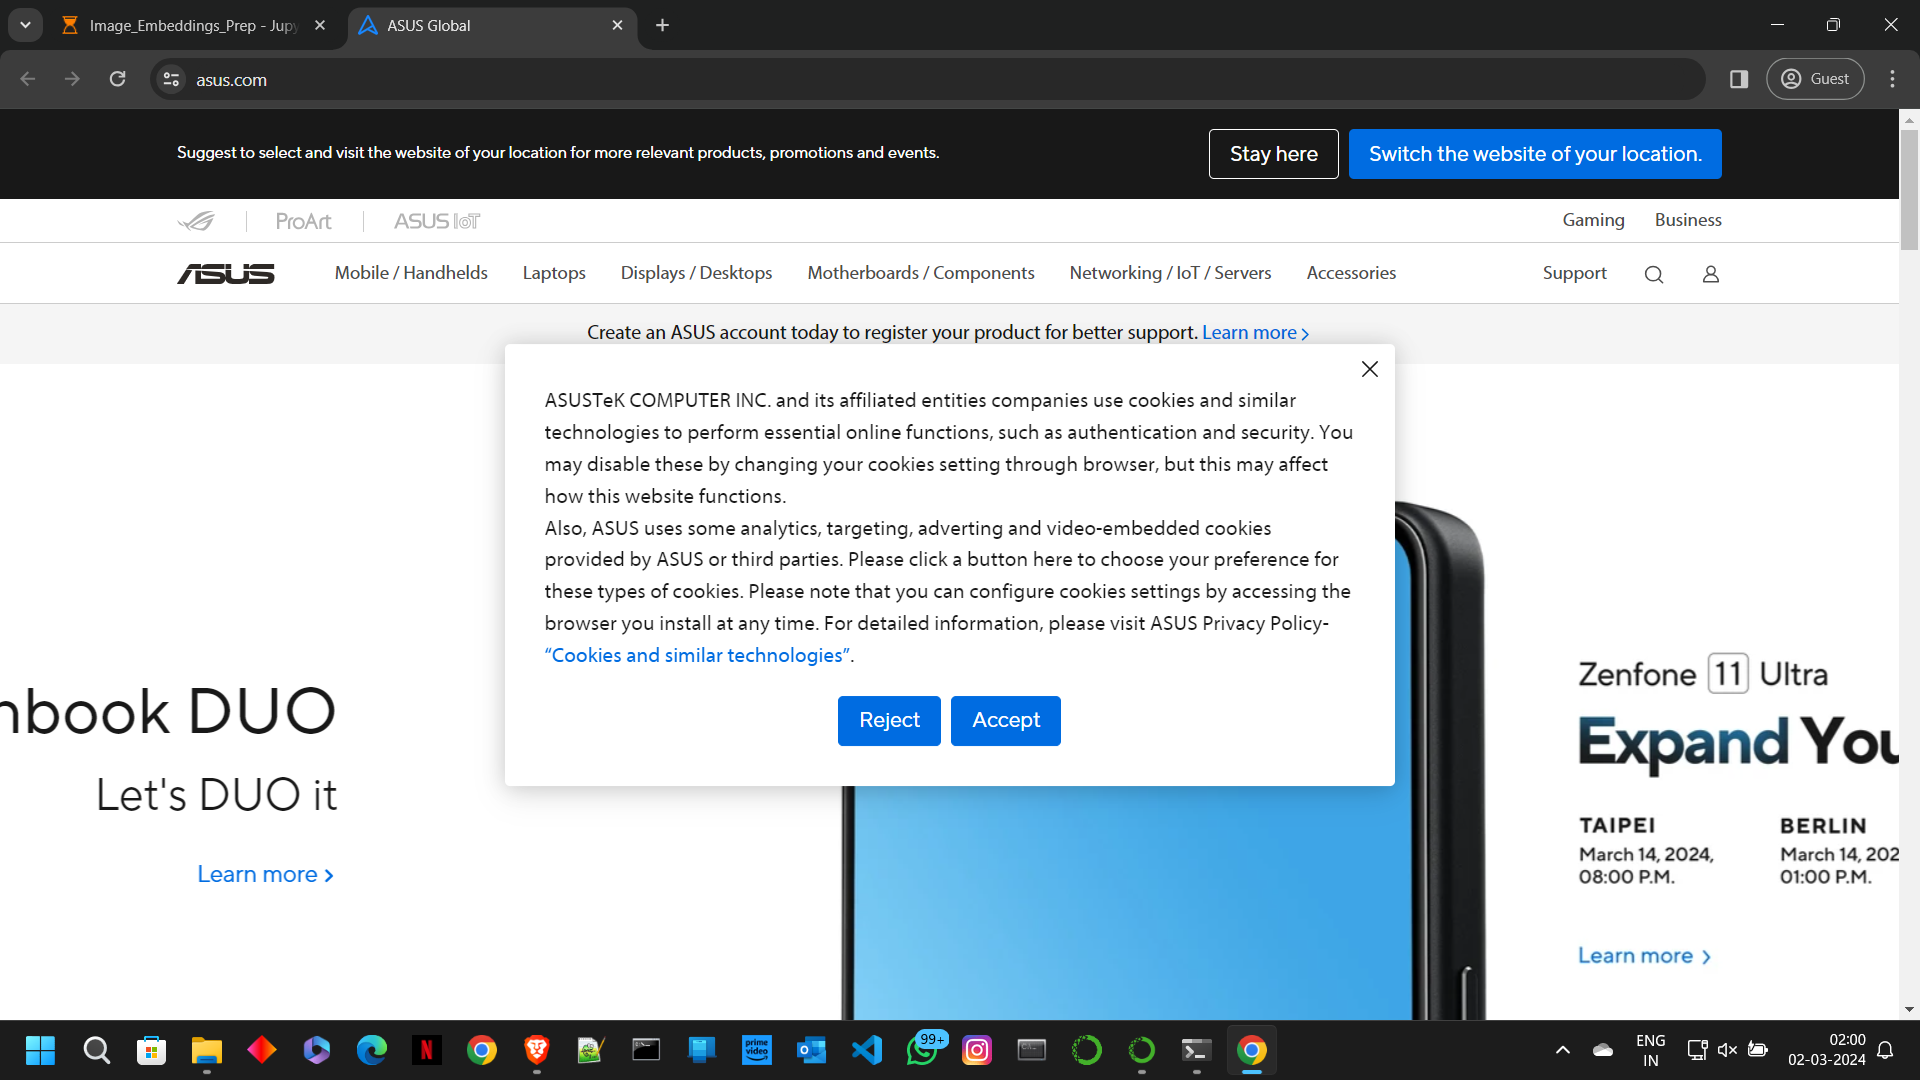 Image_Embeddings_Prep - Jupy
ASUS Global
asus.com
Guest
Suggest to select and visit the website of your location for more relevant products, promotions and events.
Stay here
Switch the website of your location.
ProArt
ASUS IoT
Gaming
Business
ASUS
Mobile / Handhelds
Laptops
Displays / Desktops
Motherboards / Components
Networking / IoT / Servers
Accessories
Support
Create an ASUS account today to register your product for better support. Learn more >
ASUSTeK COMPUTER INC. and its affiliated entities companies use cookies and similar
technologies to perform essential online functions, such as authentication and security. You
may disable these by changing your cookies setting through browser, but this may affect
how this website functions.
Also, ASUS uses some analytics, targeting, adverting and video-embedded cookies
provided by ASUS or third parties. Please click a button here to choose your preference for
these types of cookies. Please note that you can configure cookies settings by accessing the
browser you install at any time. For detailed information, please visit ASUS Privacy Policy-
“Cookies and similar technologies”.
Reject
Accept
nbook DUO
Let's DUO it
Learn more >
Zenfone 11 Ultra
Expand You
TAIPEI
March 14, 2024,
08:00 P.M.
BERLIN
March 14, 202
01:00 P.M.
Learn more >
N
prime
video
99+
ENG
IN
02:00
02-03-2024